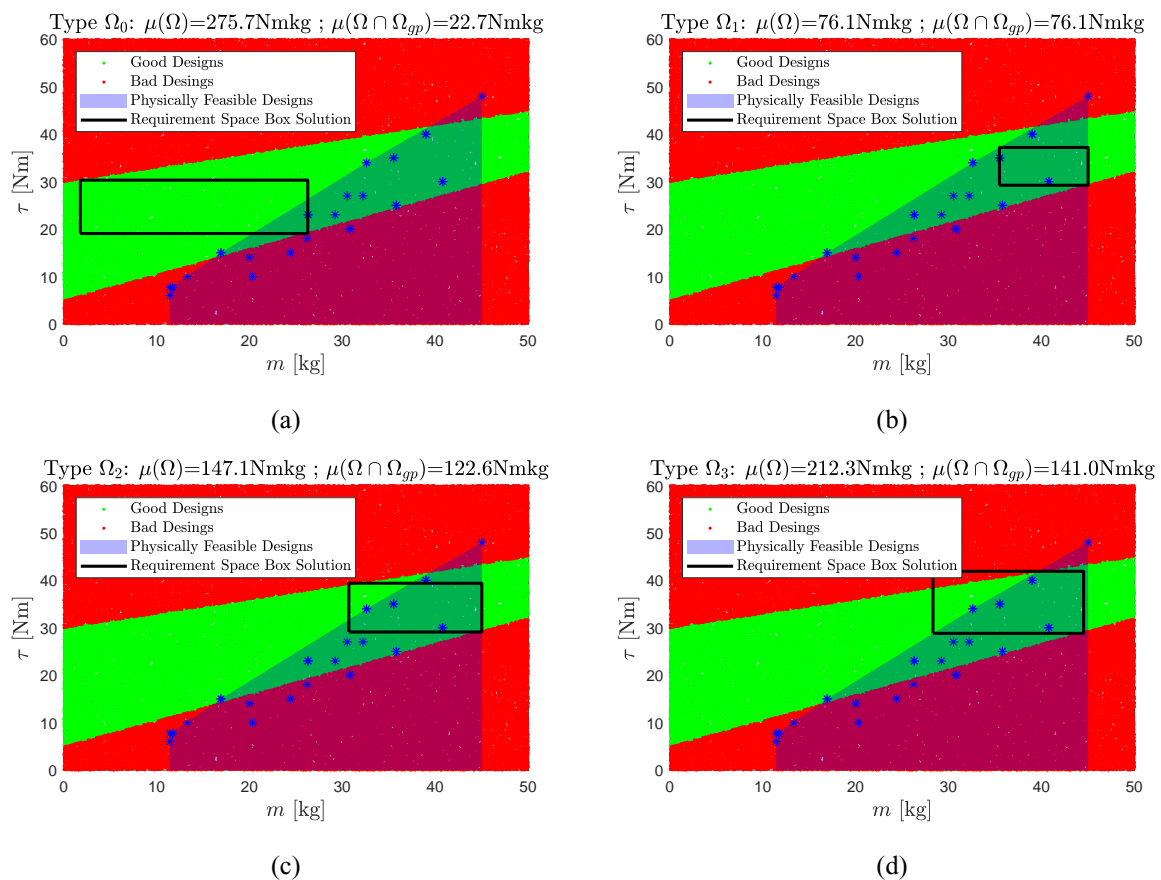 Type Ω₀: μ(Ω)=275.7Nmkg ; μ(Ω ∩ Ω_gp)=22.7Nmkg
60
50
40
30
20
10
0
τ [Nm]
Good Designs
Bad Desings
Physically Feasible Designs
Requirement Space Box Solution
0 10 20 30 40 50
m [kg]
(a)
Type Ω₁: μ(Ω)=76.1Nmkg ; μ(Ω ∩ Ω_gp)=76.1Nmkg
60
50
40
30
20
10
0
τ [Nm]
Good Designs
Bad Desings
Physically Feasible Designs
Requirement Space Box Solution
0 10 20 30 40 50
m [kg]
(b)
Type Ω₂: μ(Ω)=147.1Nmkg ; μ(Ω ∩ Ω_gp)=122.6Nmkg
60
50
40
30
20
10
0
τ [Nm]
Good Designs
Bad Desings
Physically Feasible Designs
Requirement Space Box Solution
0 10 20 30 40 50
m [kg]
(c)
Type Ω₃: μ(Ω)=212.3Nmkg ; μ(Ω ∩ Ω_gp)=141.0Nmkg
60
50
40
30
20
10
0
τ [Nm]
Good Designs
Bad Desings
Physically Feasible Designs
Requirement Space Box Solution
0 10 20 30 40 50
m [kg]
(d)